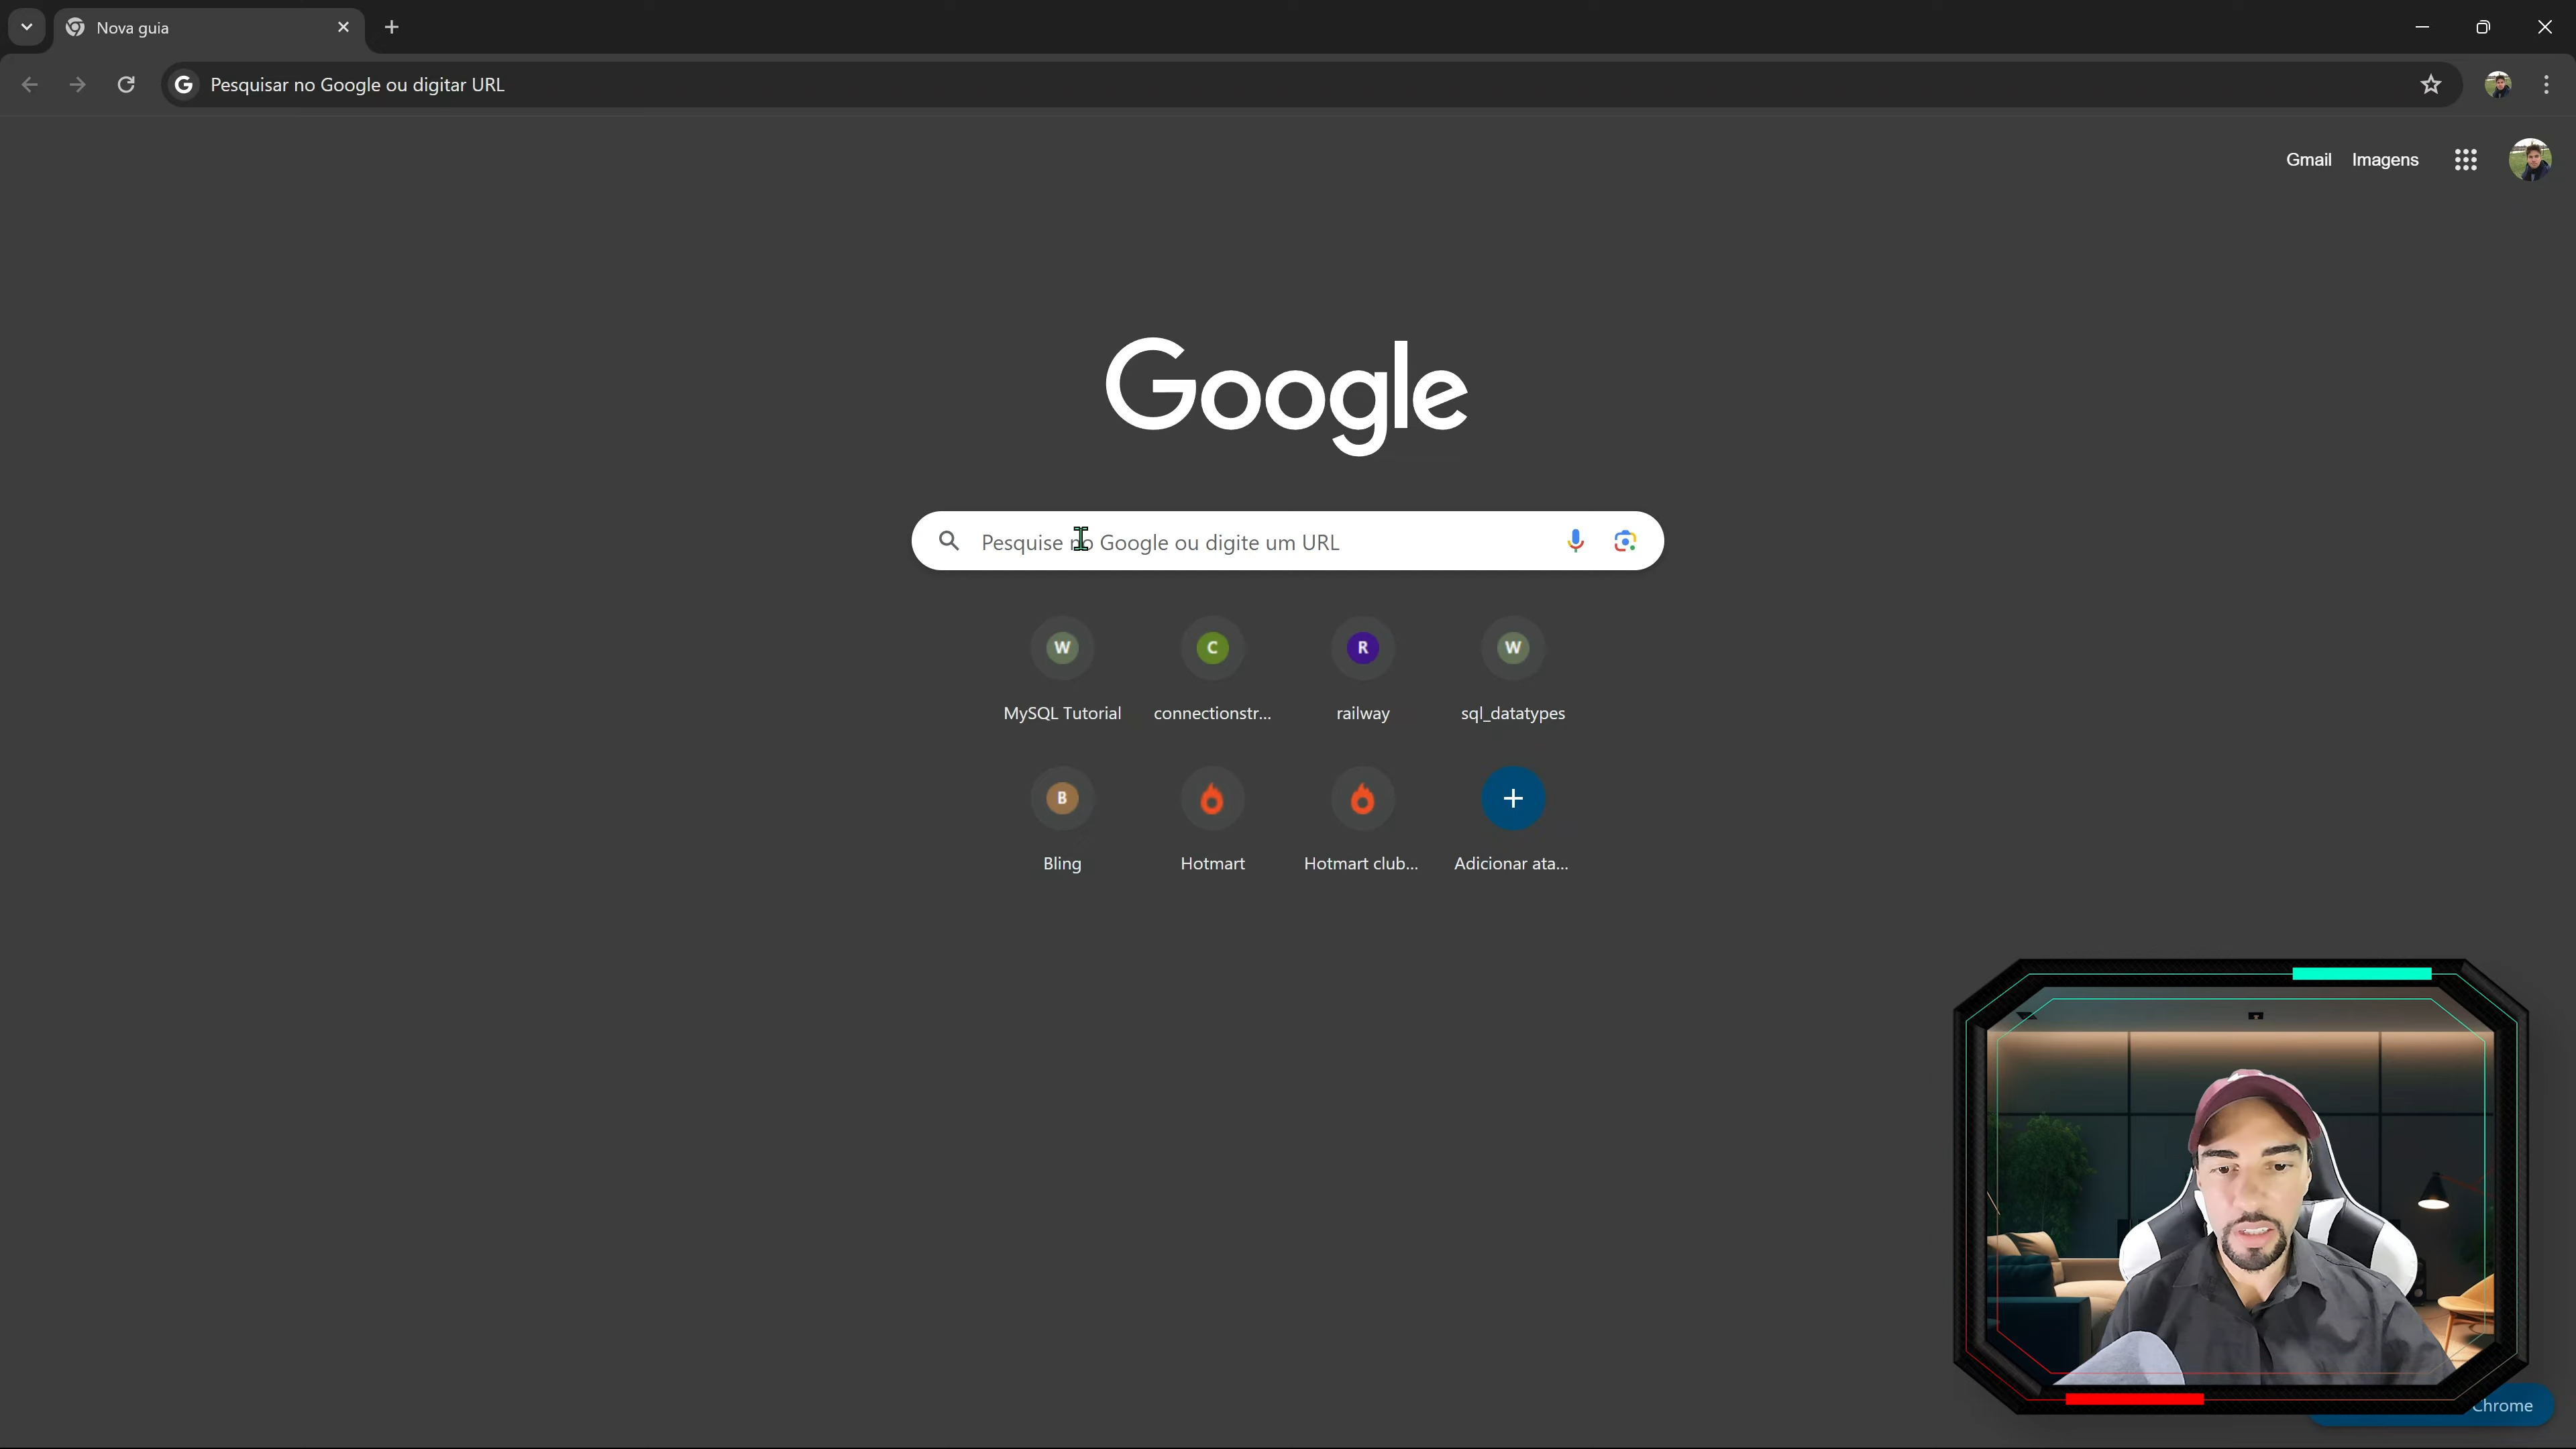 Nova guia
Pesquisar no Google ou digitar URL
Gmail Imagens
Google
Pesquise no Google ou digite um URL
W C R W
MySQL Tutorial connectionstr... railway sql_datatypes
B
Bling Hotmart Hotmart club... Adicionar ata...
Chrome